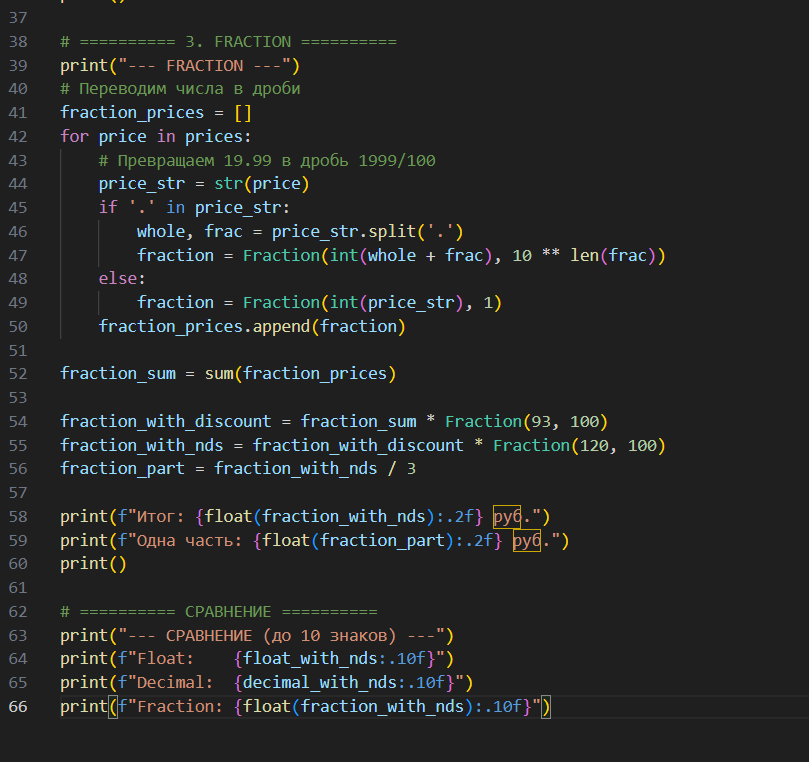 37
38 # ========== 3. FRACTION ==========
39 print("--- FRACTION ---")
40 # Переводим числа в дроби
41 fraction_prices = []
42 for price in prices:
43     # Превращаем 19.99 в дробь 1999/100
44     price_str = str(price)
45     if '.' in price_str:
46         whole, frac = price_str.split('.')
47         fraction = Fraction(int(whole + frac), 10 ** len(frac))
48     else:
49         fraction = Fraction(int(price_str), 1)
50     fraction_prices.append(fraction)
51
52 fraction_sum = sum(fraction_prices)
53
54 fraction_with_discount = fraction_sum * Fraction(93, 100)
55 fraction_with_nds = fraction_with_discount * Fraction(120, 100)
56 fraction_part = fraction_with_nds / 3
57
58 print(f"Итог: {float(fraction_with_nds):.2f} руб.")
59 print(f"Одна часть: {float(fraction_part):.2f} руб.")
60 print()
61
62 # ========== СРАВНЕНИЕ ==========
63 print("--- СРАВНЕНИЕ (до 10 знаков) ---")
64 print(f"Float:    {float_with_nds:.10f}")
65 print(f"Decimal:  {decimal_with_nds:.10f}")
66 print(f"Fraction: {float(fraction_with_nds):.10f}")